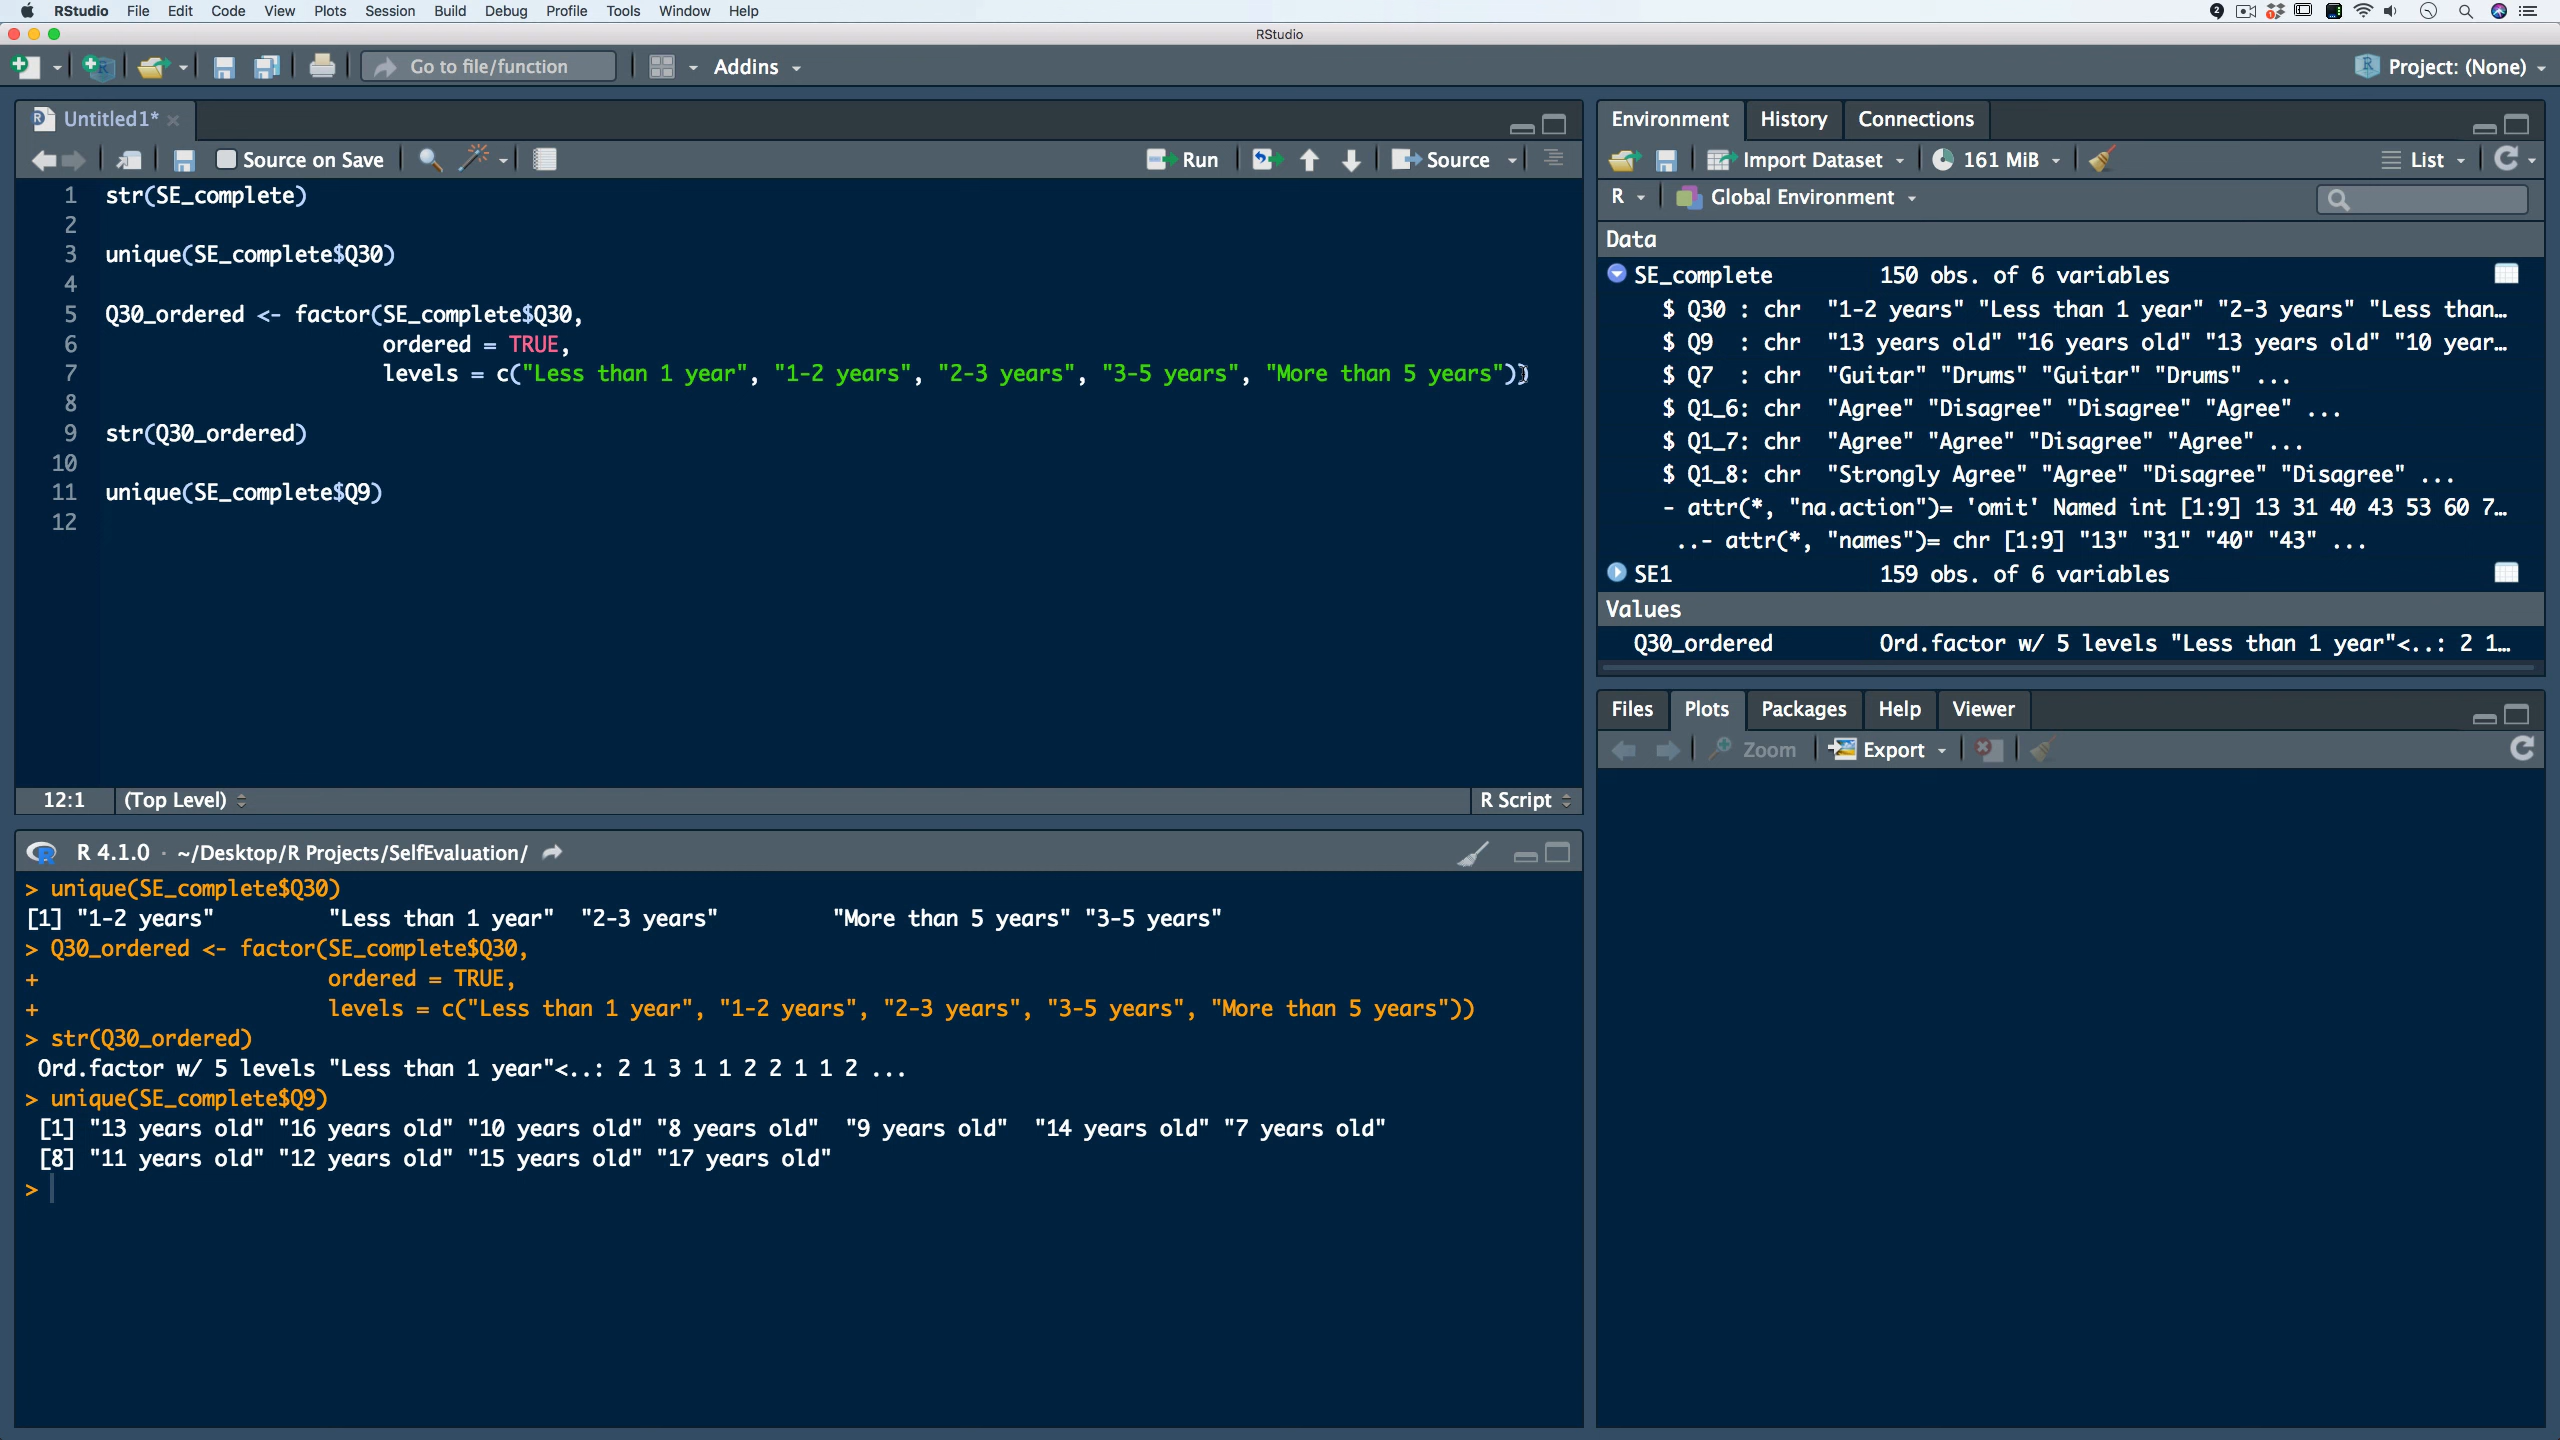 RStudio File Edit Code View Plots Session Build Debug Profile Tools Window Help
RStudio
Go to file/function Addins Project: (None)
Untitled1*
Source on Save Run Source
1 str(SE_complete)
2
3 unique(SE_complete$Q30)
4
5 Q30_ordered <- factor(SE_complete$Q30,
6 ordered = TRUE,
7 levels = c("Less than 1 year", "1-2 years", "2-3 years", "3-5 years", "More than 5 years"))
8
9 str(Q30_ordered)
10
11 unique(SE_complete$Q9)
12
12:1 (Top Level) R Script
R 4.1.0 · ~/Desktop/R Projects/SelfEvaluation/
> unique(SE_complete$Q30)
[1] "1-2 years" "Less than 1 year" "2-3 years" "More than 5 years" "3-5 years"
> Q30_ordered <- factor(SE_complete$Q30,
+ ordered = TRUE,
+ levels = c("Less than 1 year", "1-2 years", "2-3 years", "3-5 years", "More than 5 years"))
> str(Q30_ordered)
Ord.factor w/ 5 levels "Less than 1 year"<..: 2 1 3 1 1 2 2 1 1 2 ...
> unique(SE_complete$Q9)
[1] "13 years old" "16 years old" "10 years old" "8 years old" "9 years old" "14 years old" "7 years old"
[8] "11 years old" "12 years old" "15 years old" "17 years old"
>
Environment History Connections
Import Dataset 161 MiB List
R Global Environment
Data
SE_complete 150 obs. of 6 variables
$ Q30 : chr "1-2 years" "Less than 1 year" "2-3 years" "Less than…
$ Q9 : chr "13 years old" "16 years old" "13 years old" "10 year…
$ Q7 : chr "Guitar" "Drums" "Guitar" "Drums" ...
$ Q1_6: chr "Agree" "Disagree" "Disagree" "Agree" ...
$ Q1_7: chr "Agree" "Agree" "Disagree" "Agree" ...
$ Q1_8: chr "Strongly Agree" "Agree" "Disagree" "Disagree" ...
- attr(*, "na.action")= 'omit' Named int [1:9] 13 31 40 43 53 60 7…
..- attr(*, "names")= chr [1:9] "13" "31" "40" "43" ...
SE1 159 obs. of 6 variables
Values
Q30_ordered Ord.factor w/ 5 levels "Less than 1 year"<..: 2 1…
Files Plots Packages Help Viewer
Zoom Export